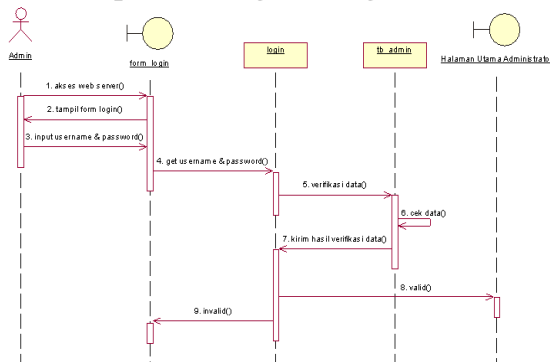 Admin
form_login
login
tb_admin
Halaman Utama Administrato
1. akses web server()
2. tampil form login()
3. input username & password()
4. get username & password()
5. verifikasi data()
6. cek data()
7. kirim hasil verifikasi data()
8. valid()
9. invalid()